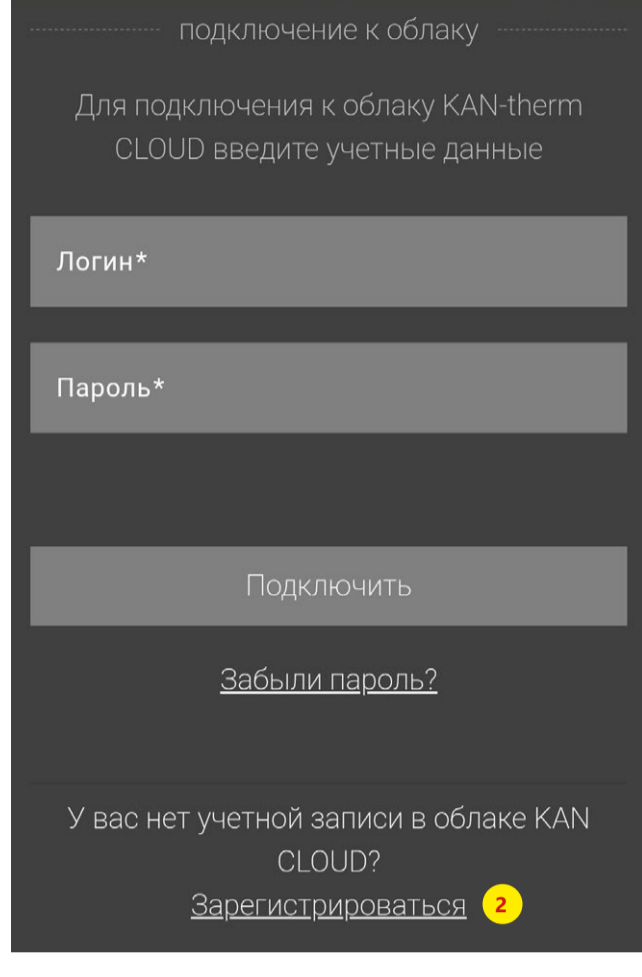 подключение к облаку
Для подключения к облаку KAN-therm
CLOUD введите учетные данные
Логин*
Пароль*
Подключить
Забыли пароль?
У вас нет учетной записи в облаке KAN
CLOUD?
Зарегистрироваться 2